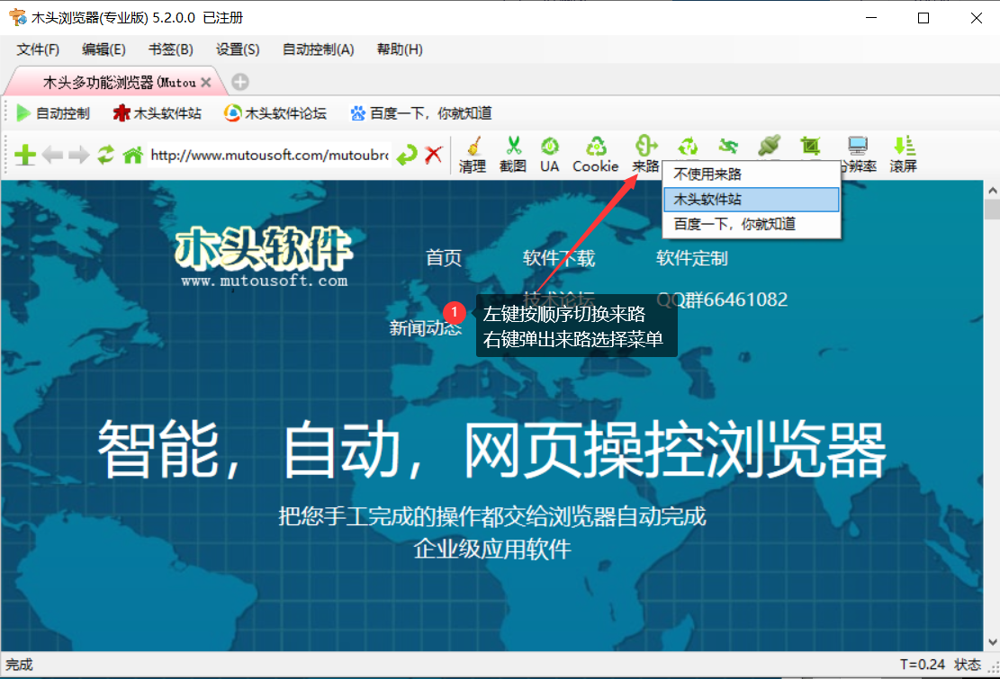 木头浏览器(专业版) 5.2.0.0 已注册
文件(F) 编辑(E) 书签(B) 设置(S) 自动控制(A) 帮助(H)
木头多功能浏览器(Mutou
自动控制 木头软件站 木头软件论坛 百度一下，你就知道
http://www.mutousoft.com/mutoubro
清理 截图 UA Cookie 来路 分辨率 滚屏
不使用来路
木头软件站
百度一下，你就知道
木头软件
www.mutousoft.com
首页 软件下载 软件定制
技术论坛 QQ群66461082
新闻动态
1
左键按顺序切换来路
右键弹出来路选择菜单
智能，自动，网页操控浏览器
把您手工完成的操作都交给浏览器自动完成
企业级应用软件
完成 T=0.24 状态